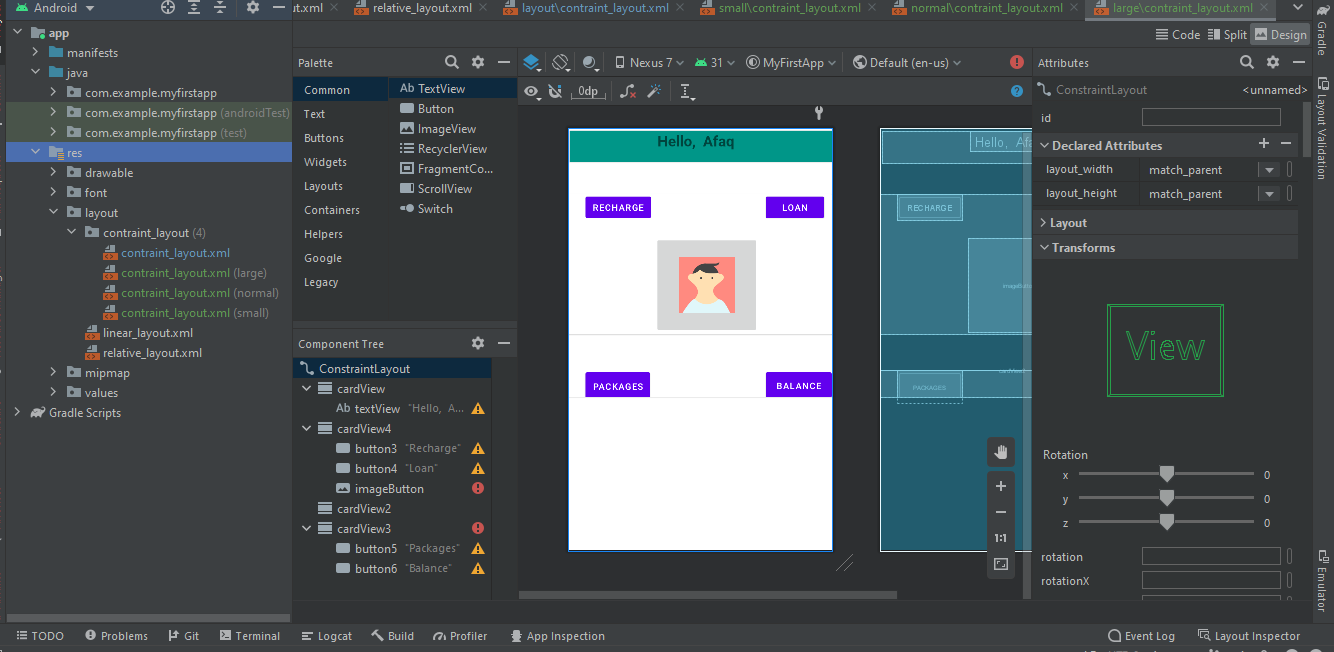 Android
ut.xml
relative_layout.xml
layout\contraint_layout.xml
small\contraint_layout.xml
normal\contraint_layout.xml
large\contraint_layout.xml
Gradle
Code
Split
Design
app
manifests
java
com.example.myfirstapp
com.example.myfirstapp (androidTest)
com.example.myfirstapp (test)
res
drawable
font
layout
contraint_layout (4)
contraint_layout.xml
contraint_layout.xml (large)
contraint_layout.xml (normal)
contraint_layout.xml (small)
linear_layout.xml
relative_layout.xml
mipmap
values
Gradle Scripts
Palette
Common
Text
Buttons
Widgets
Layouts
Containers
Helpers
Google
Legacy
Ab TextView
Button
ImageView
RecyclerView
FragmentCo...
ScrollView
Switch
Component Tree
ConstraintLayout
cardView
Ab textView "Hello, A...
cardView4
button3 "Recharge"
button4 "Loan"
imageButton
cardView2
cardView3
button5 "Packages"
button6 "Balance"
Nexus 7
31
MyFirstApp
Default (en-us)
0dp
Hello, Afaq
RECHARGE
LOAN
PACKAGES
BALANCE
Hello, Af
RECHARGE
imageButto
cardView3
PACKAGES
1:1
Attributes
ConstraintLayout
<unnamed>
id
Declared Attributes
layout_width
match_parent
layout_height
match_parent
Layout
Transforms
View
Rotation
x
0
y
0
z
0
rotation
rotationX
Layout Validation
Emulator
TODO
Problems
Git
Terminal
Logcat
Build
Profiler
App Inspection
Event Log
Layout Inspector